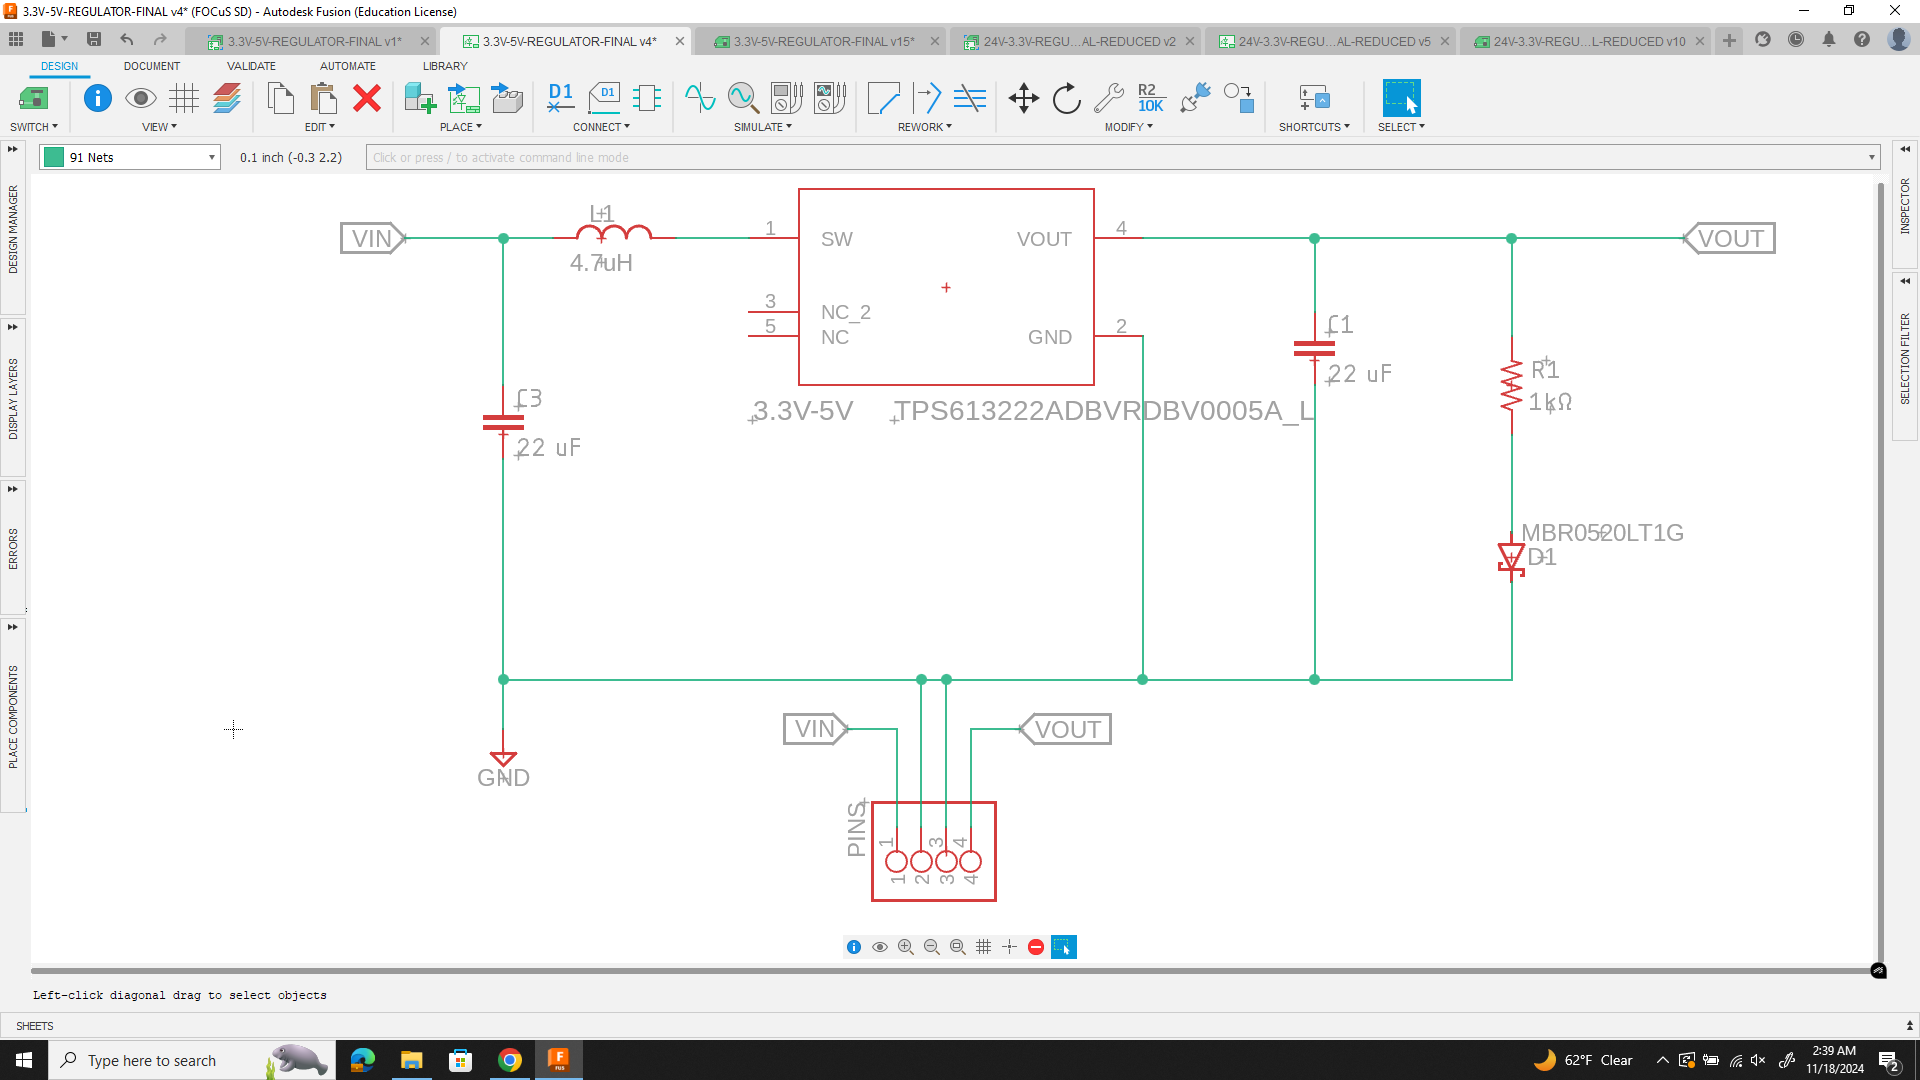 3.3V-5V-REGULATOR-FINAL v4* (FOCuS SD) - Autodesk Fusion (Education License)
3.3V-5V-REGULATOR-FINAL v1*
3.3V-5V-REGULATOR-FINAL v4*
3.3V-5V-REGULATOR-FINAL v15*
24V-3.3V-REGU...AL-REDUCED v2
24V-3.3V-REGU...AL-REDUCED v5
24V-3.3V-REGU...L-REDUCED v10
DESIGN DOCUMENT VALIDATE AUTOMATE LIBRARY
D1
D1
R2
10K
SWITCH VIEW EDIT PLACE CONNECT SIMULATE REWORK MODIFY SHORTCUTS SELECT
91 Nets
0.1 inch (-0.3 2.2)
Click or press / to activate command line mode
DESIGN MANAGER
DISPLAY LAYERS
ERRORS
PLACE COMPONENTS
INSPECTOR
SELECTION FILTER
VIN
L1
4.7uH
1
SW
VOUT
4
VOUT
3
NC_2
5
NC
GND
2
3.3V-5V
TPS613222ADBVRDBV0005A_L
C1
22 uF
R1
1kΩ
C3
22 uF
MBR0520LT1G
D1
GND
VIN
VOUT
PINS
1 3 4
1 2 3 4
Left-click diagonal drag to select objects
SHEETS
Type here to search
62°F Clear
2:39 AM
11/18/2024
2